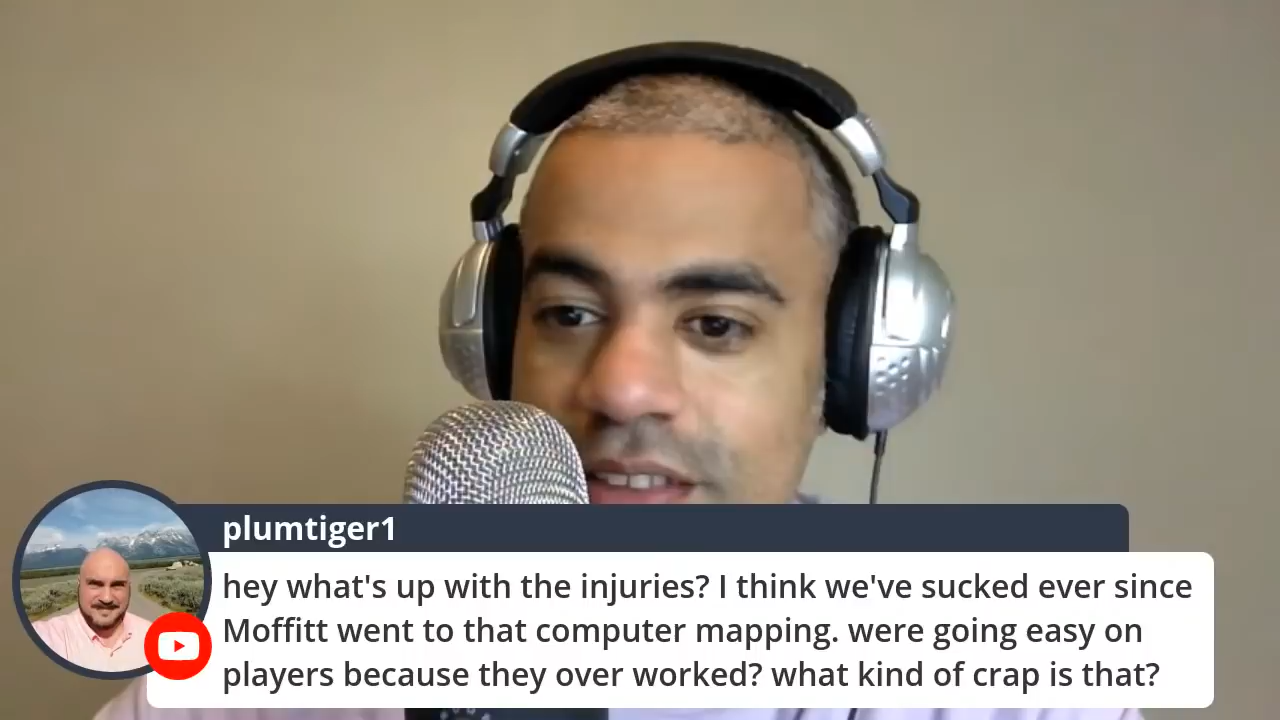 plumtiger1
hey what's up with the injuries? I think we've sucked ever since
Moffitt went to that computer mapping. were going easy on
players because they over worked? what kind of crap is that?